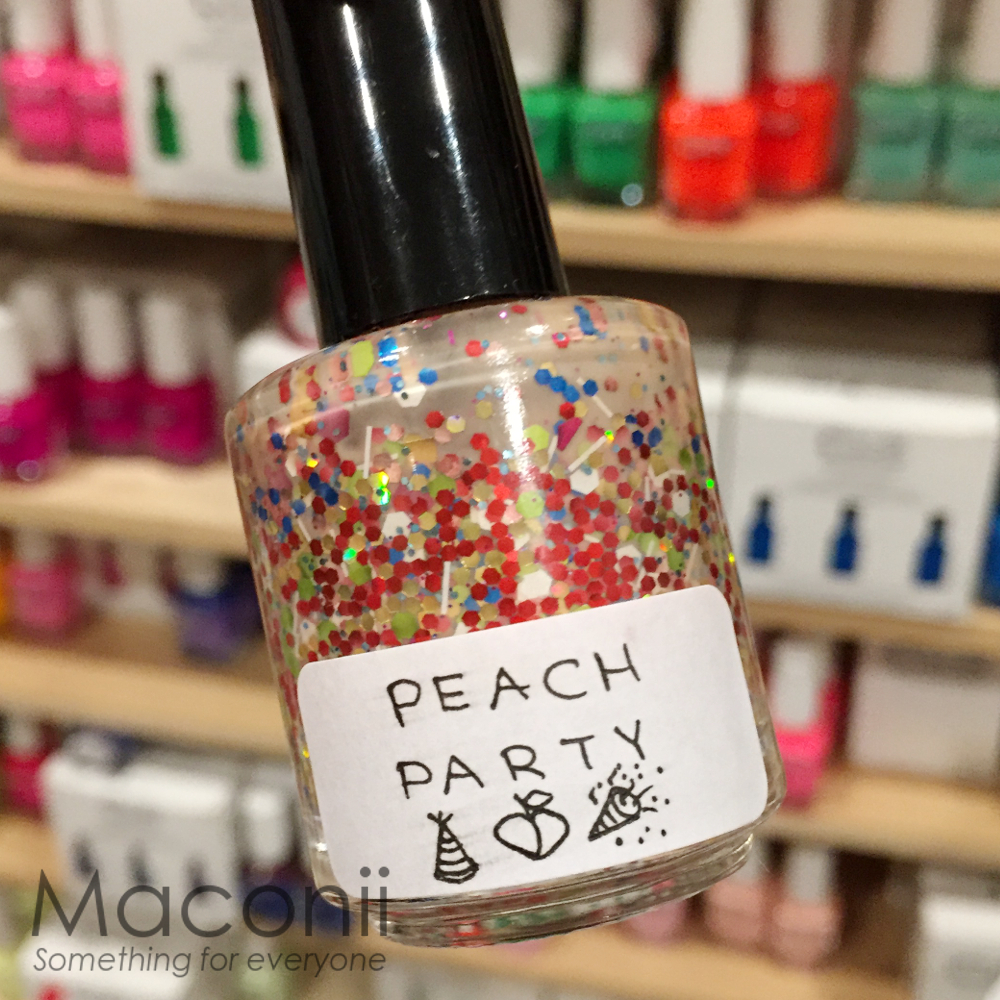 PEACH
PARTY
Maconii
Something for everyone